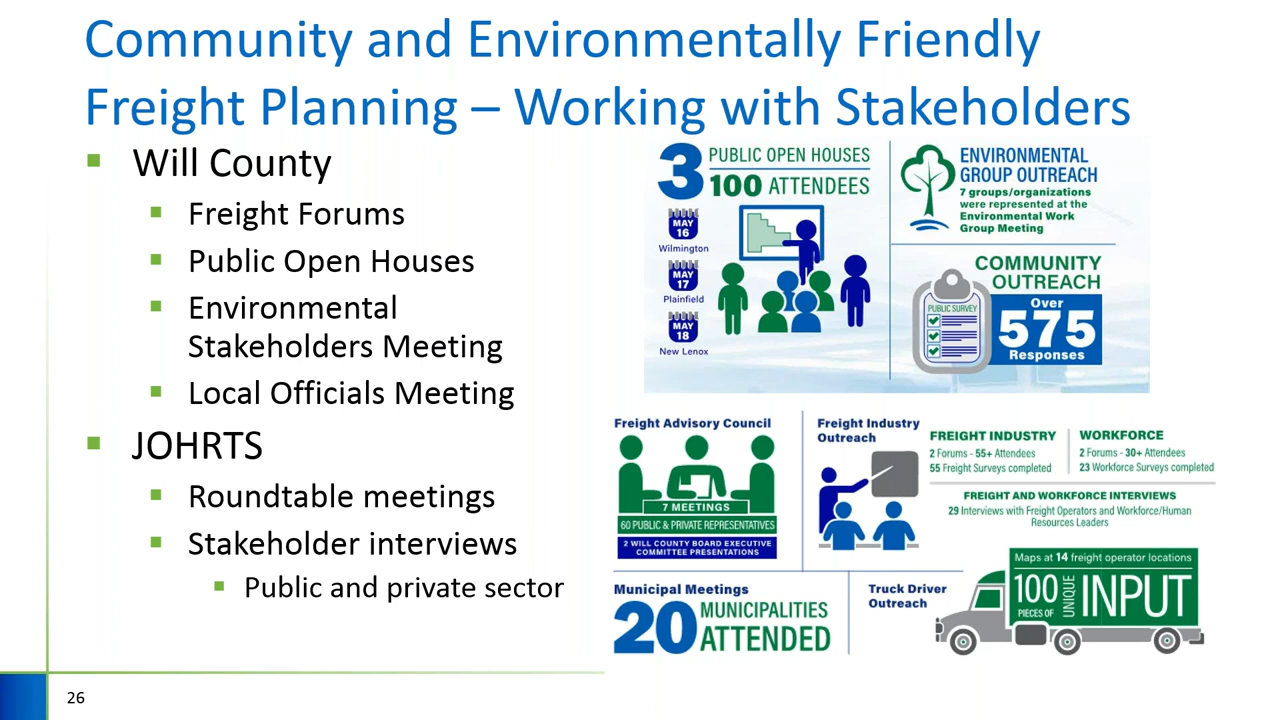 Community and Environmentally Friendly
Freight Planning – Working with Stakeholders
Will County
Freight Forums
Public Open Houses
Environmental
Stakeholders Meeting
Local Officials Meeting
JOHRTS
Roundtable meetings
Stakeholder interviews
Public and private sector
3 PUBLIC OPEN HOUSES
100 ATTENDEES
MAY
16
Wilmington
MAY
17
Plainfield
MAY
18
New Lenox
ENVIRONMENTAL
GROUP OUTREACH
7 groups/organizations
were represented at the
Environmental Work
Group Meeting
COMMUNITY
OUTREACH
PUBLIC SURVEY
Over
575
Responses
Freight Advisory Council
7 MEETINGS
60 PUBLIC & PRIVATE REPRESENTATIVES
2 WILL COUNTY BOARD EXECUTIVE
COMMITTEE PRESENTATIONS
Freight Industry
Outreach
FREIGHT INDUSTRY
2 Forums - 55+ Attendees
55 Freight Surveys completed
WORKFORCE
2 Forums - 30+ Attendees
23 Workforce Surveys completed
FREIGHT AND WORKFORCE INTERVIEWS
29 Interviews with Freight Operators and Workforce/Human
Resources Leaders
Municipal Meetings
20 MUNICIPALITIES
ATTENDED
Truck Driver
Outreach
Maps at 14 freight operator locations
100
PIECES OF
UNIQUE
INPUT
26